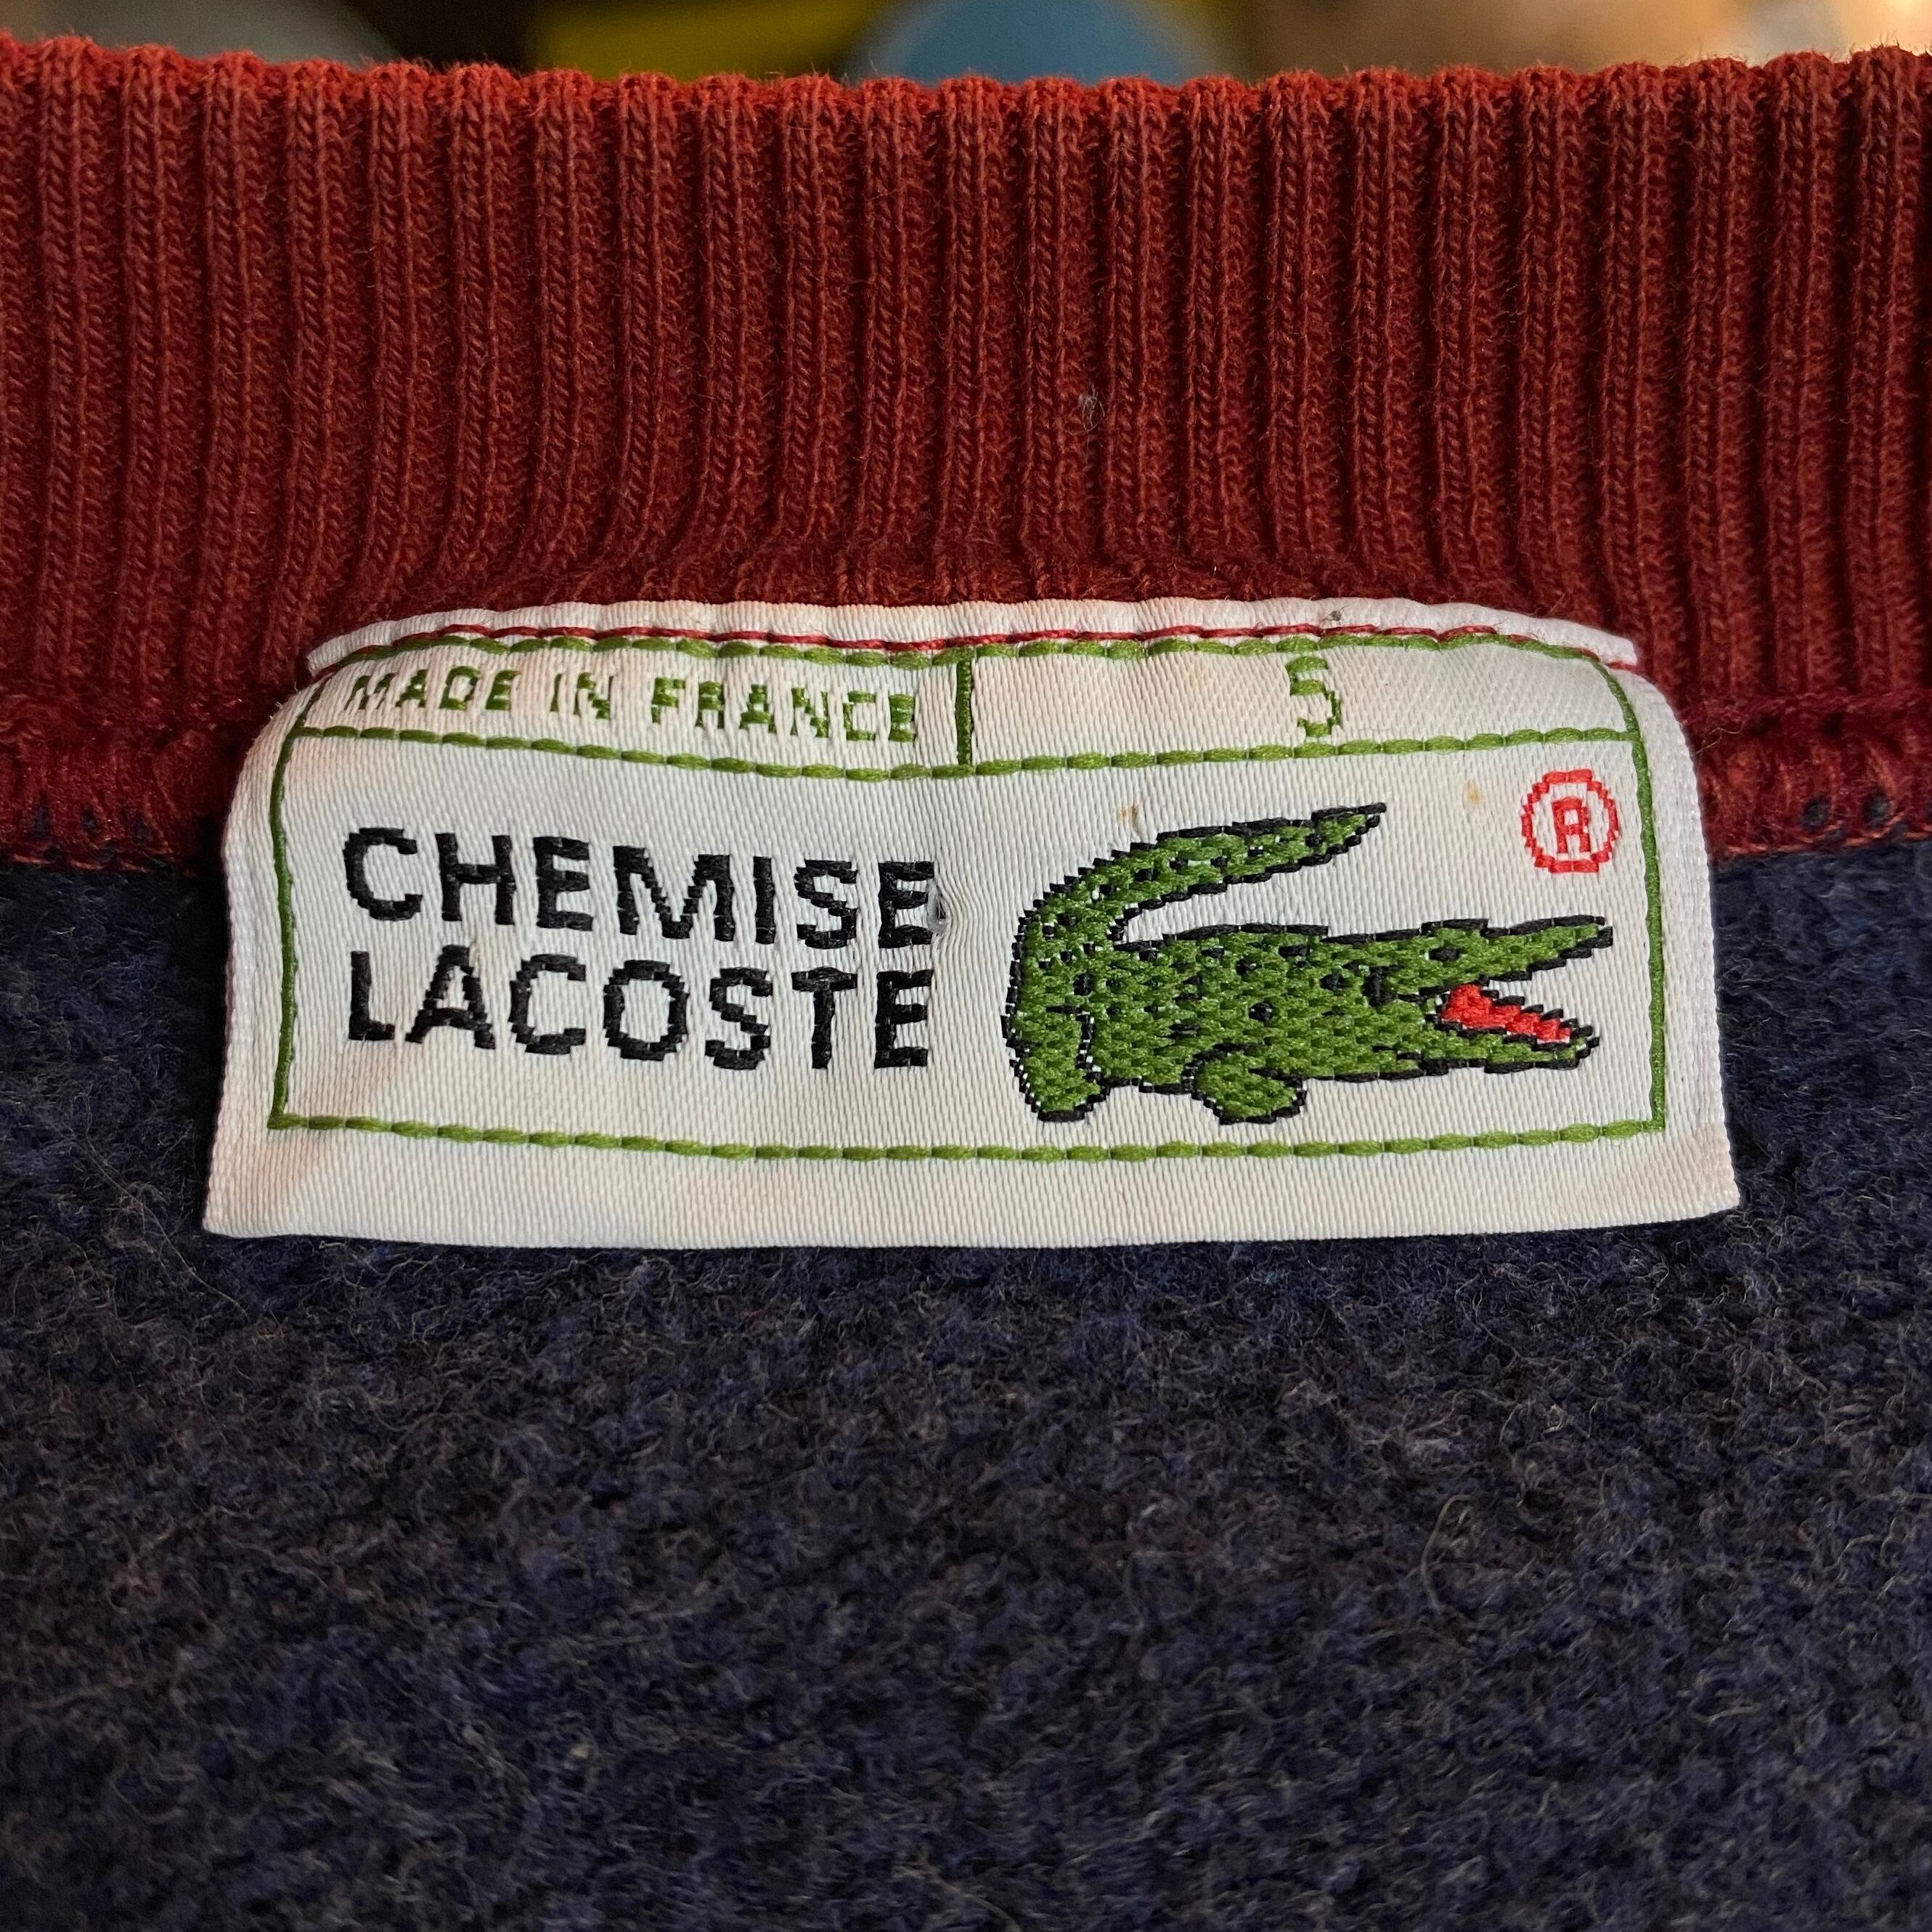 MADE IN FRANCE 5
CHEMISE
LACOSTE
®